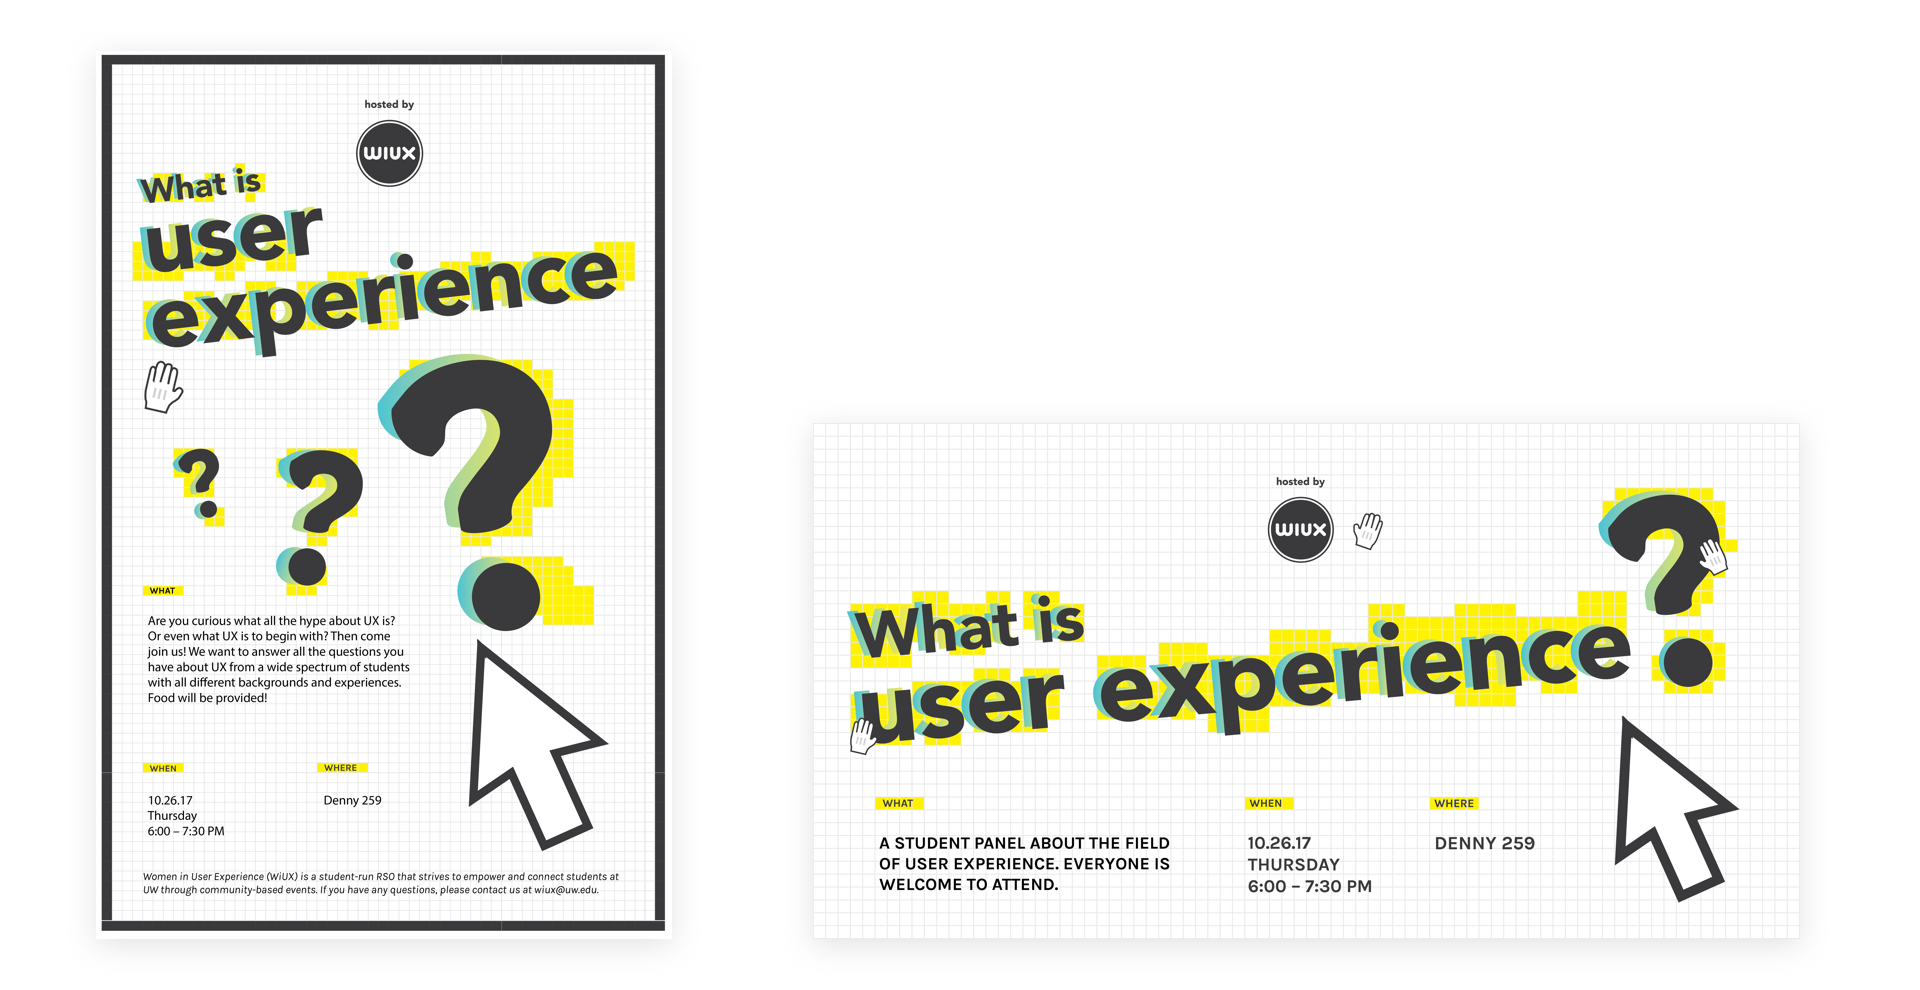 hosted by
WIUX
What is
user
experience
?
?
?
WHAT
Are you curious what all the hype about UX is?
Or even what UX is to begin with? Then come
join us! We want to answer all the questions you
have about UX from a wide spectrum of students
with all different backgrounds and experiences.
Food will be provided!
WHEN
10.26.17
Thursday
6:00 – 7:30 PM
WHERE
Denny 259
Women in User Experience (WiUX) is a student-run RSO that strives to empower and connect students at
UW through community-based events. If you have any questions, please contact us at wiux@uw.edu.
hosted by
WIUX
What is
user experience?
WHAT
A STUDENT PANEL ABOUT THE FIELD
OF USER EXPERIENCE. EVERYONE IS
WELCOME TO ATTEND.
WHEN
10.26.17
THURSDAY
6:00 – 7:30 PM
WHERE
DENNY 259